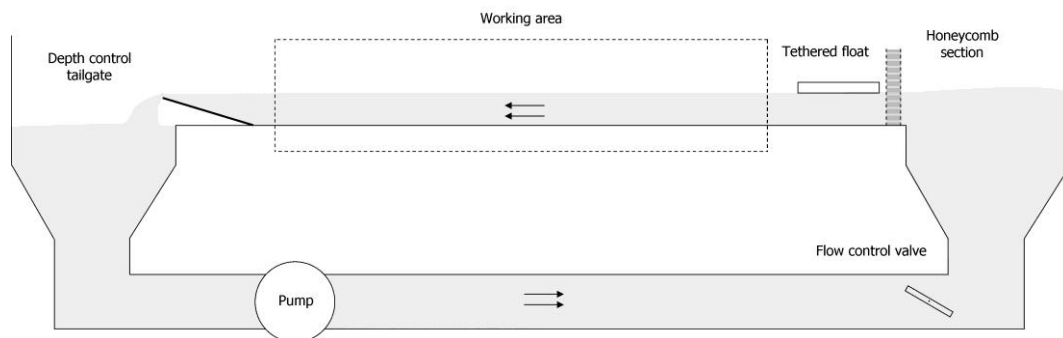 Working area
Depth control
tailgate
Tethered float
Honeycomb
section
Flow control valve
Pump